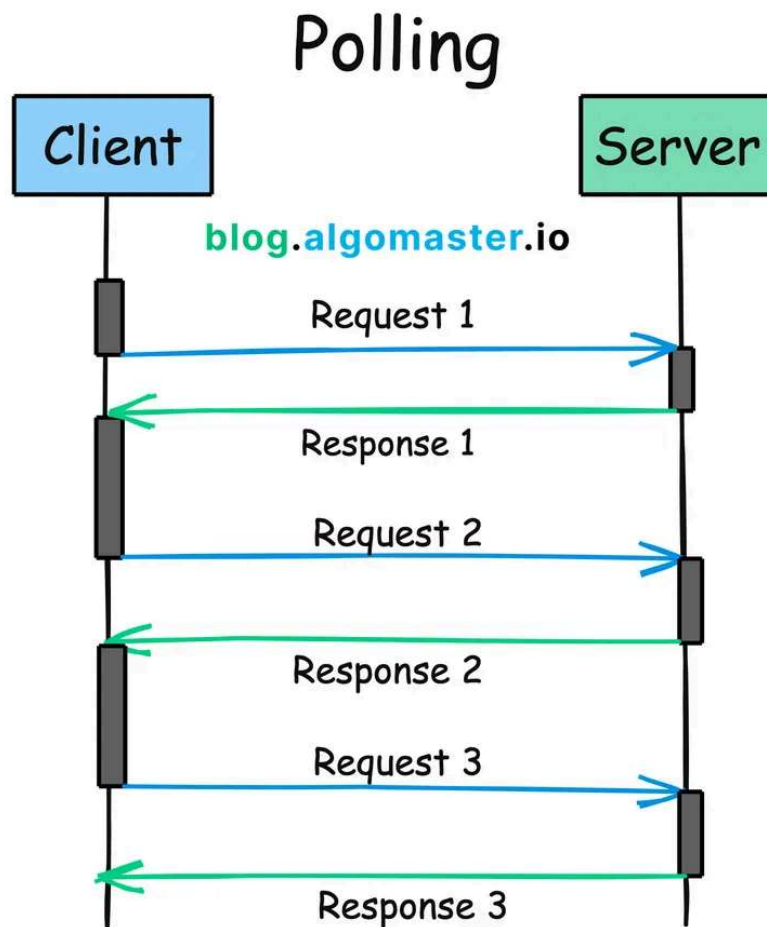 Polling
Client
Server
blog.algomaster.io
Request 1
Response 1
Request 2
Response 2
Request 3
Response 3